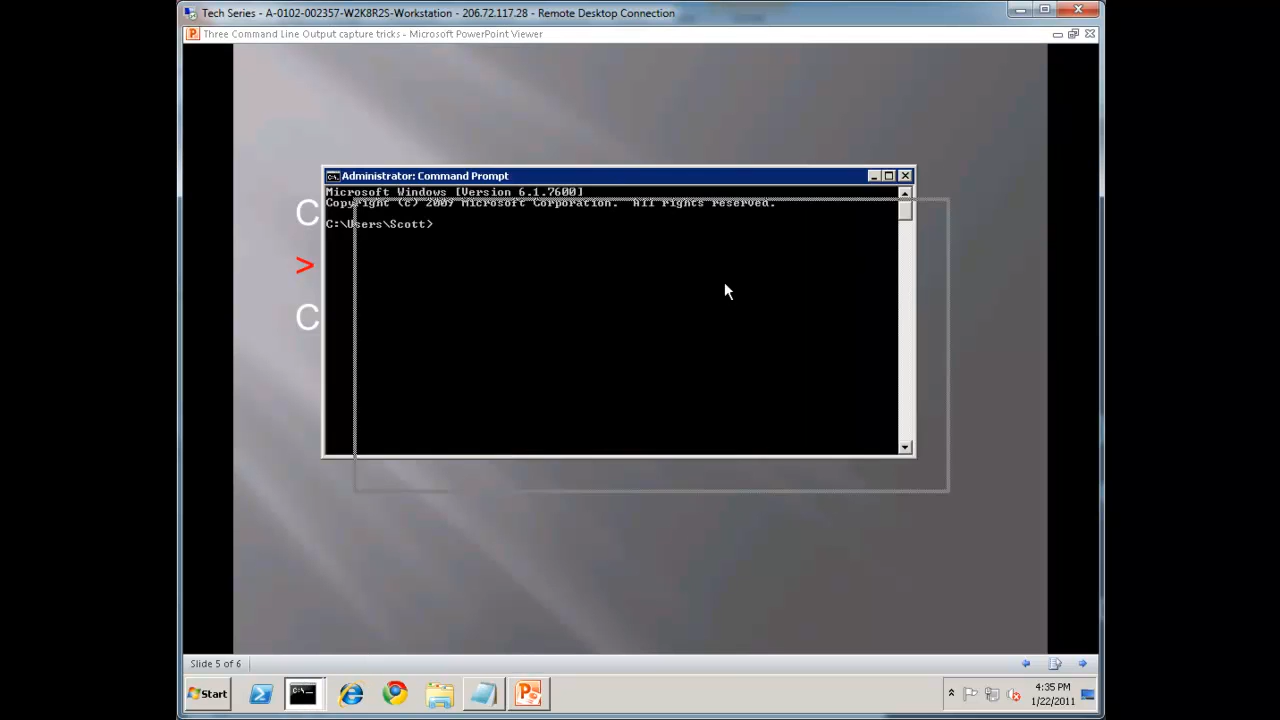 Tech Series - A-0102-002357-W2K8R2S-Workstation - 206.72.117.28 - Remote Desktop Connection
Three Command Line Output capture tricks - Microsoft PowerPoint Viewer
Administrator: Command Prompt
Microsoft Windows [Version 6.1.7600]
Copyright (c) 2009 Microsoft Corporation.  All rights reserved.
C
C:\Users\Scott>
>
C
Slide 5 of 6
Start
4:35 PM
1/22/2011